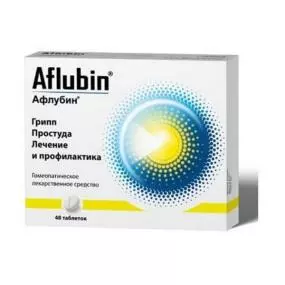 Aflubin®
Афлубин®
Грипп
Простуда
Лечение
и профилактика
Гомеопатическое
лекарственное средство
48 таблеток